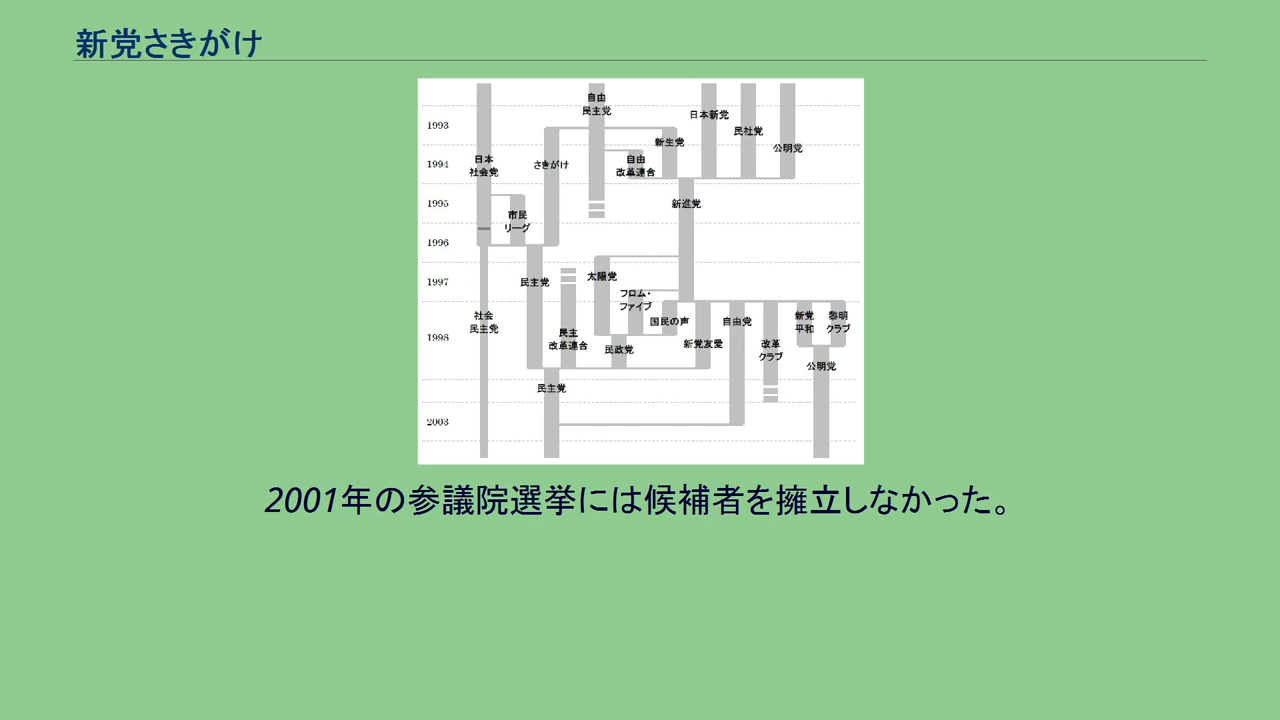 新党さきがけ
自由
民主党
日本新党
1993
民社党
新生党
公明党
日本
社会党
1994
さきがけ
自由
改革連合
1995
新進党
市民
リーグ
1996
太陽党
1997
民主党
フロム・
ファイブ
社会
民主党
国民の声
自由党
新党
平和
黎明
クラブ
1998
民主
改革連合
民政党
新党友愛
改革
クラブ
公明党
民主党
2003
2001年の参議院選挙には候補者を擁立しなかった。